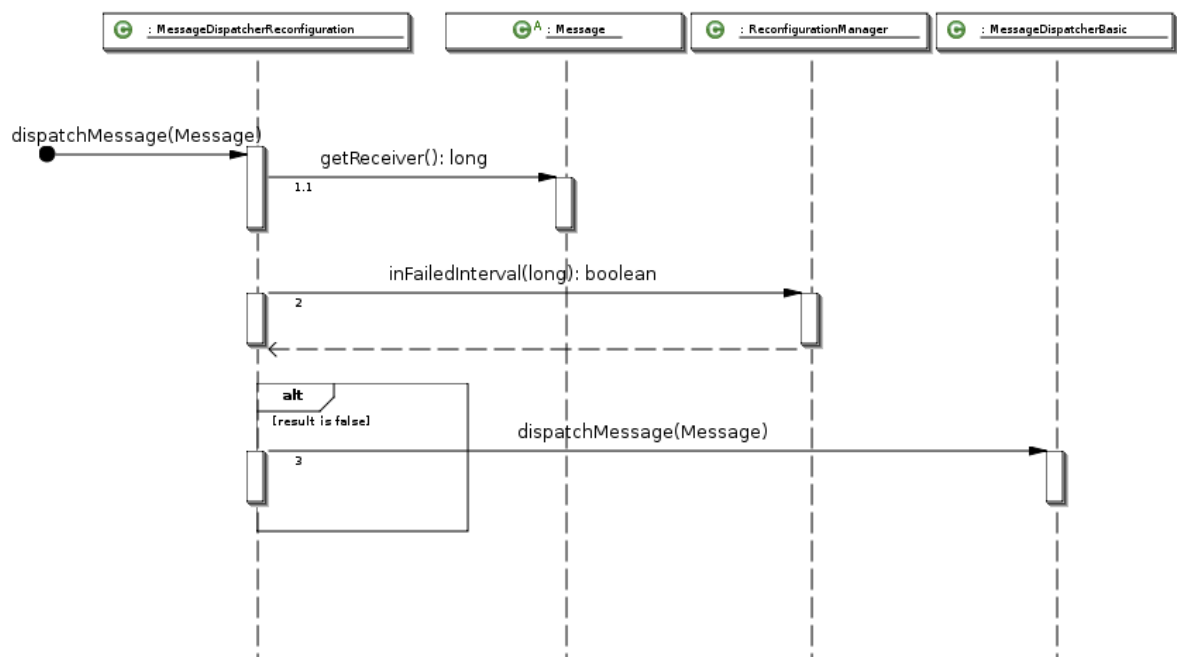 C : MessageDistpatcherReconfiguration
C A : Message
C : ReconfigurationManager
C : MessageDispatcherBasic
dispatchMessage(Message)
getReceiver(): long
1.1
inFailedInterval(long): boolean
2
alt
[result is false]
dispatchMessage(Message)
3